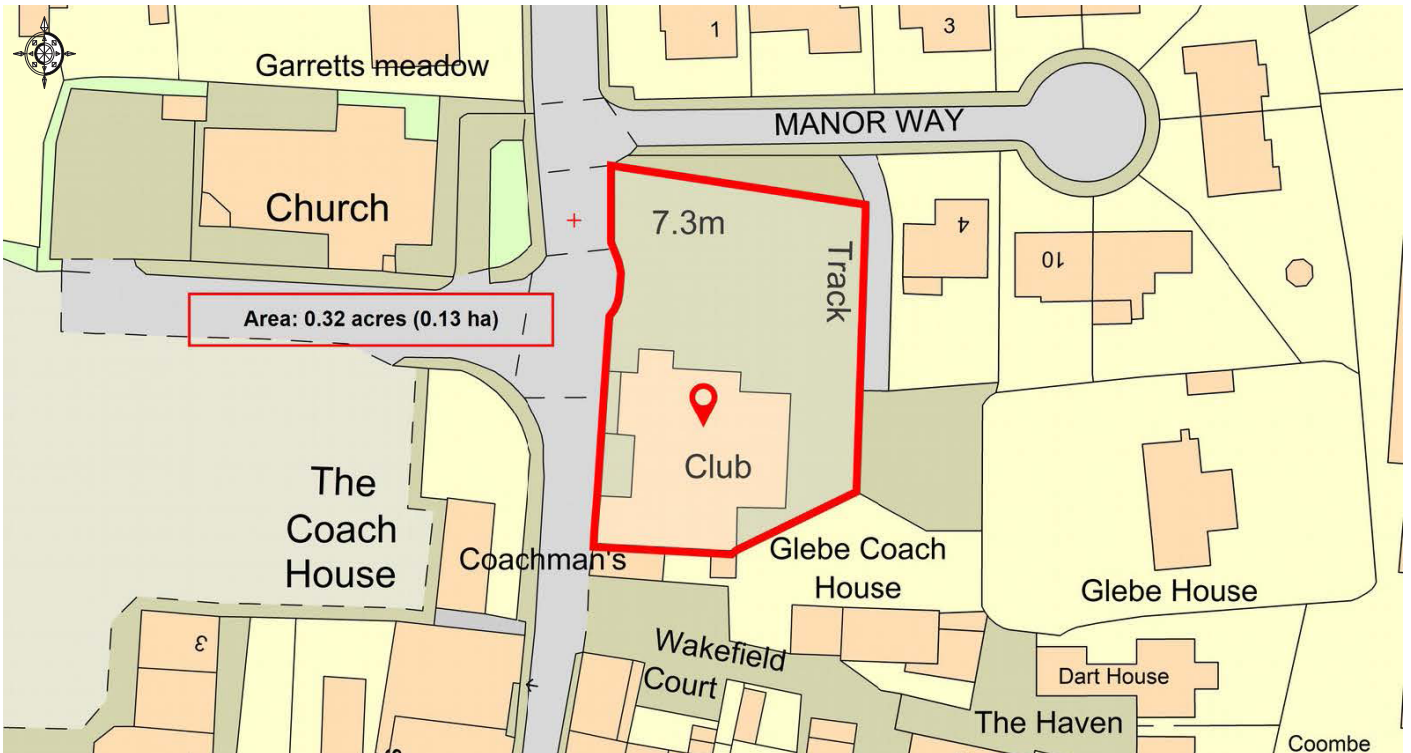 1
3
Garretts meadow
MANOR WAY
Church
7.3m
Track
4
10
Area: 0.32 acres (0.13 ha)
Club
The
Coach
House
Coachman's
Glebe Coach
House
Glebe House
3
Wakefield
Court
Dart House
The Haven
Coombe